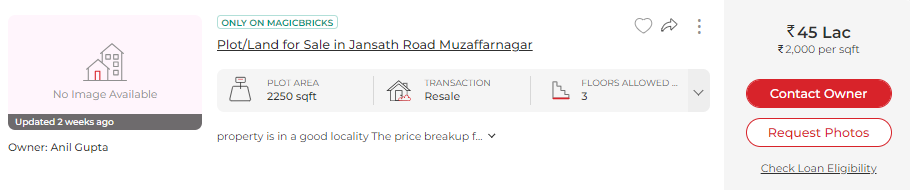 ONLY ON MAGICBRICKS
Plot/Land for Sale in Jansath Road Muzaffarnagar
₹45 Lac
₹2,000 per sqft
PLOT AREA
2250 sqft
TRANSACTION
Resale
FLOORS ALLOWED ...
3
No Image Available
Updated 2 weeks ago
Contact Owner
property is in a good locality The price breakup f...
Request Photos
Owner: Anil Gupta
Check Loan Eligibility